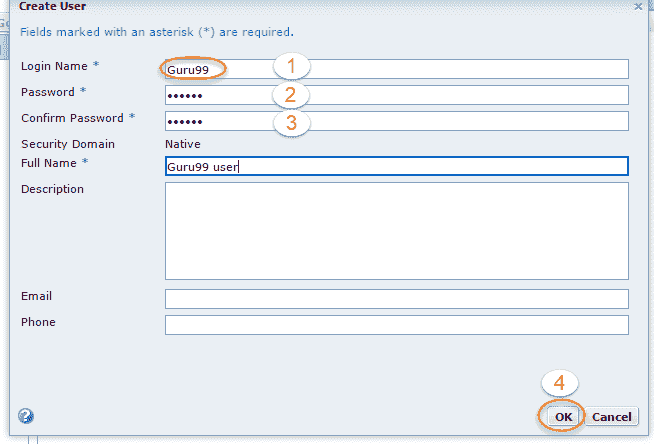 Create User
Fields marked with an asterisk (*) are required.
Login Name * Guru99 1
Password * •••••• 2
Confirm Password * •••••• 3
Security Domain Native
Full Name * Guru99 user
Description
Email
Phone
4
? OK Cancel